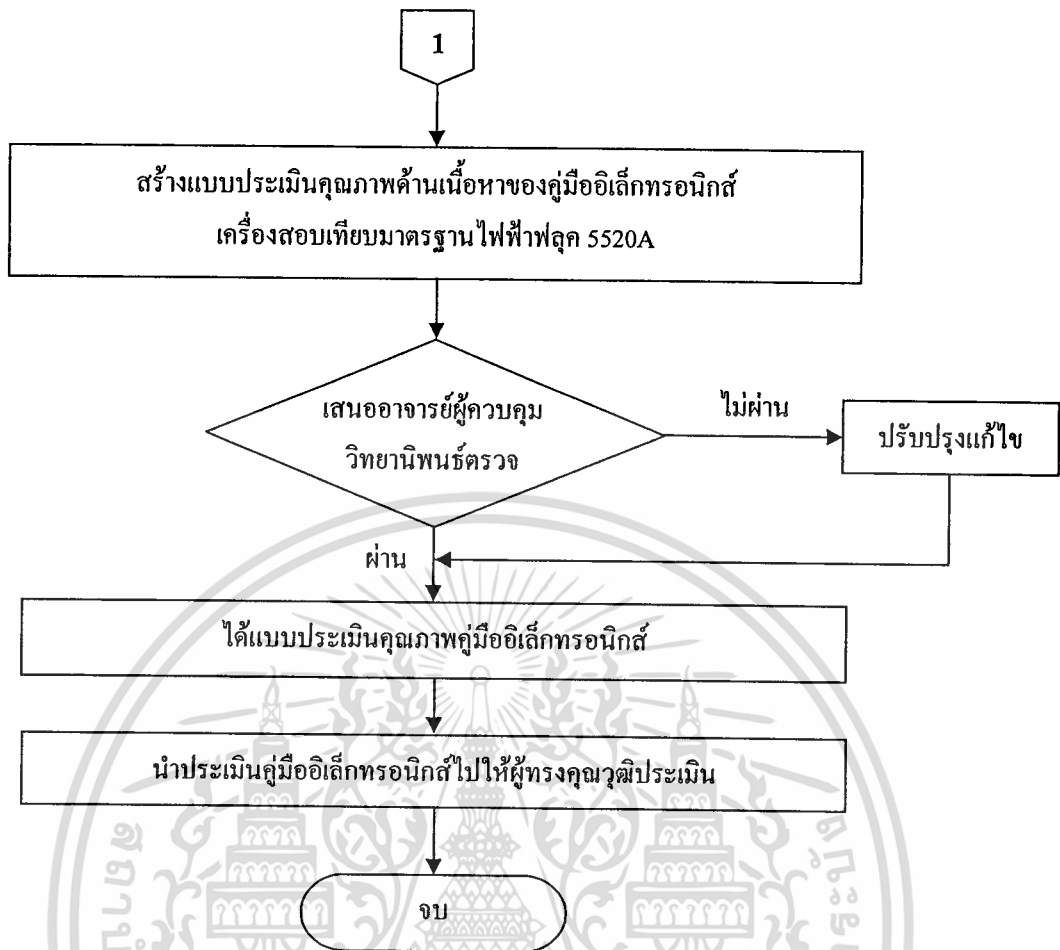 1
สร้างแบบประเมินคุณภาพด้านเนื้อหาของคู่มืออิเล็กทรอนิกส์
เครื่องสอบเทียบมาตรฐานไฟฟ้าฟลุค 5520A
เสนออาจารย์ผู้ควบคุม
วิทยานิพนธ์ตรวจ
ไม่ผ่าน
ปรับปรุงแก้ไข
ผ่าน
ได้แบบประเมินคุณภาพคู่มืออิเล็กทรอนิกส์
นำประเมินคู่มืออิเล็กทรอนิกส์ไปให้ผู้ทรงคุณวุฒิประเมิน
จบ